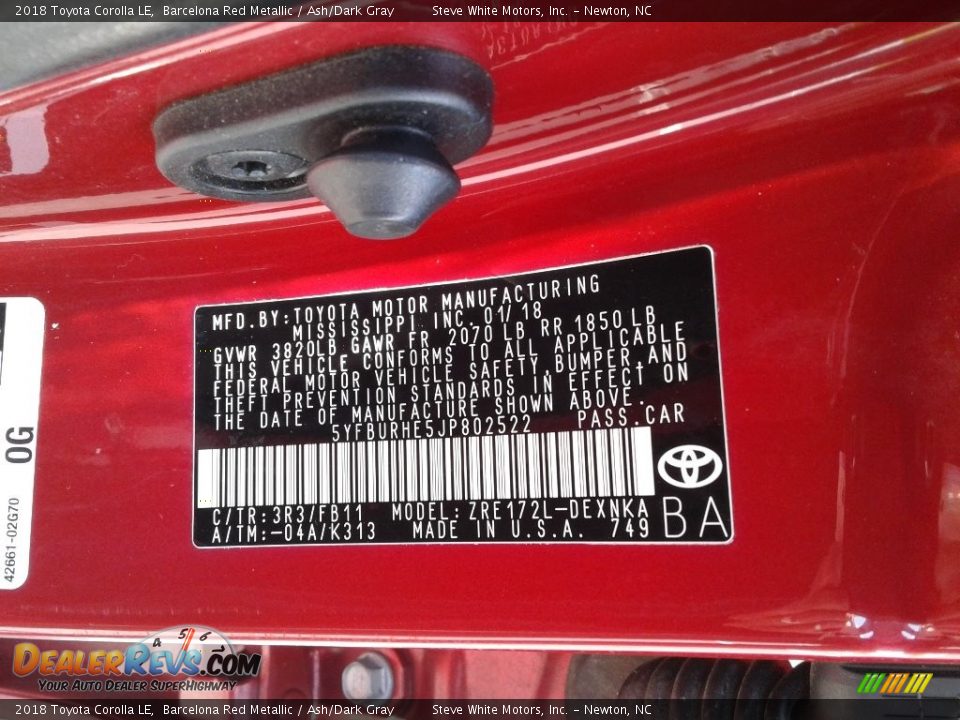 2018 Toyota Corolla LE, Barcelona Red Metallic / Ash/Dark Gray Steve White Motors, Inc. – Newton, NC
MFD.BY:TOYOTA MOTOR MANUFACTURING
MISSISSIPPI INC. 01/18
GVWR 3820LB GAWR FR 2070 LB RR 1850LB
THIS VEHICLE CONFORMS TO ALL APPLICABLE
FEDERAL MOTOR VEHICLE SAFETY,BUMPER,AND
THEFT PREVENTION STANDARDS IN EFFECT ON
THE DATE OF MANUFACTURE SHOWN ABOVE.
5YFBURHE5JP802522 PASS.CAR
C/TR:3R3/FB11 MODEL:ZRE172L-DEXNKA
A/TM:-04A/K313 MADE IN U.S.A. 749
BA
0G
42661-02G70
4 5 6
DealerRevs.com
Your Auto Dealer SuperHighway
2018 Toyota Corolla LE, Barcelona Red Metallic / Ash/Dark Gray Steve White Motors, Inc. – Newton, NC